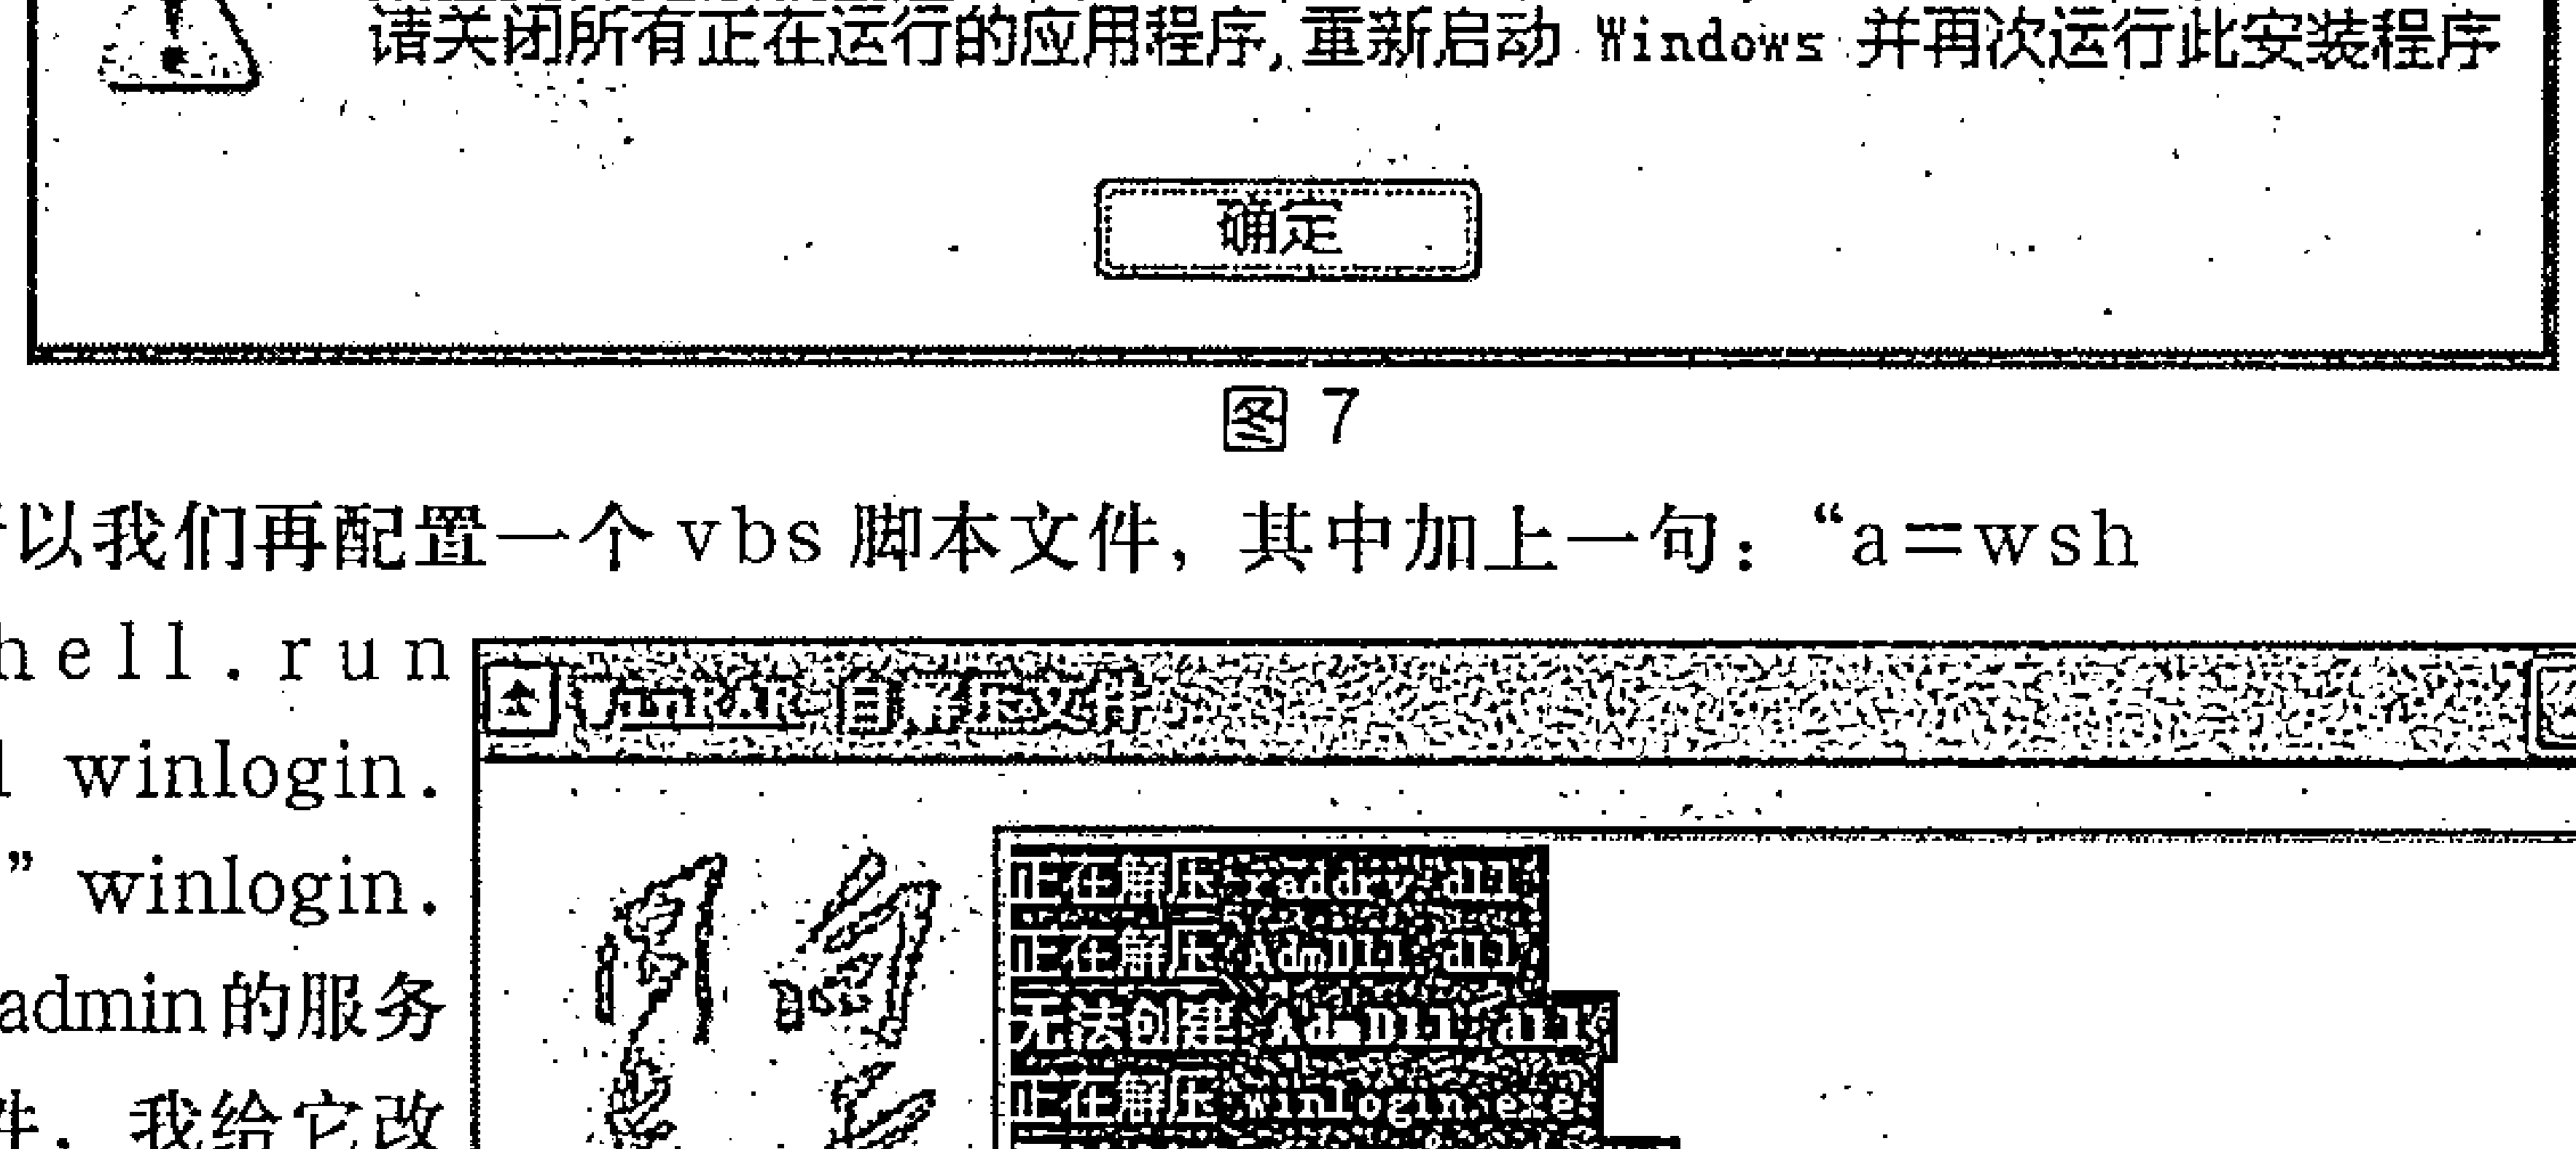 请关闭所有正在运行的应用程序,重新启动 Windows 并再次运行此安装程序
确定
图 7
以我们再配置一个vbs脚本文件，其中加上一句：“a=wsh
hell.run
winlogin.
” winlogin.
admin的服务
件，我给它改
WinRAR 自解压文件
正在解压 raddrv.dll
正在解压 AdmDll.dll
无法创建 AdmDll.dll
正在解压 winlogin.exe